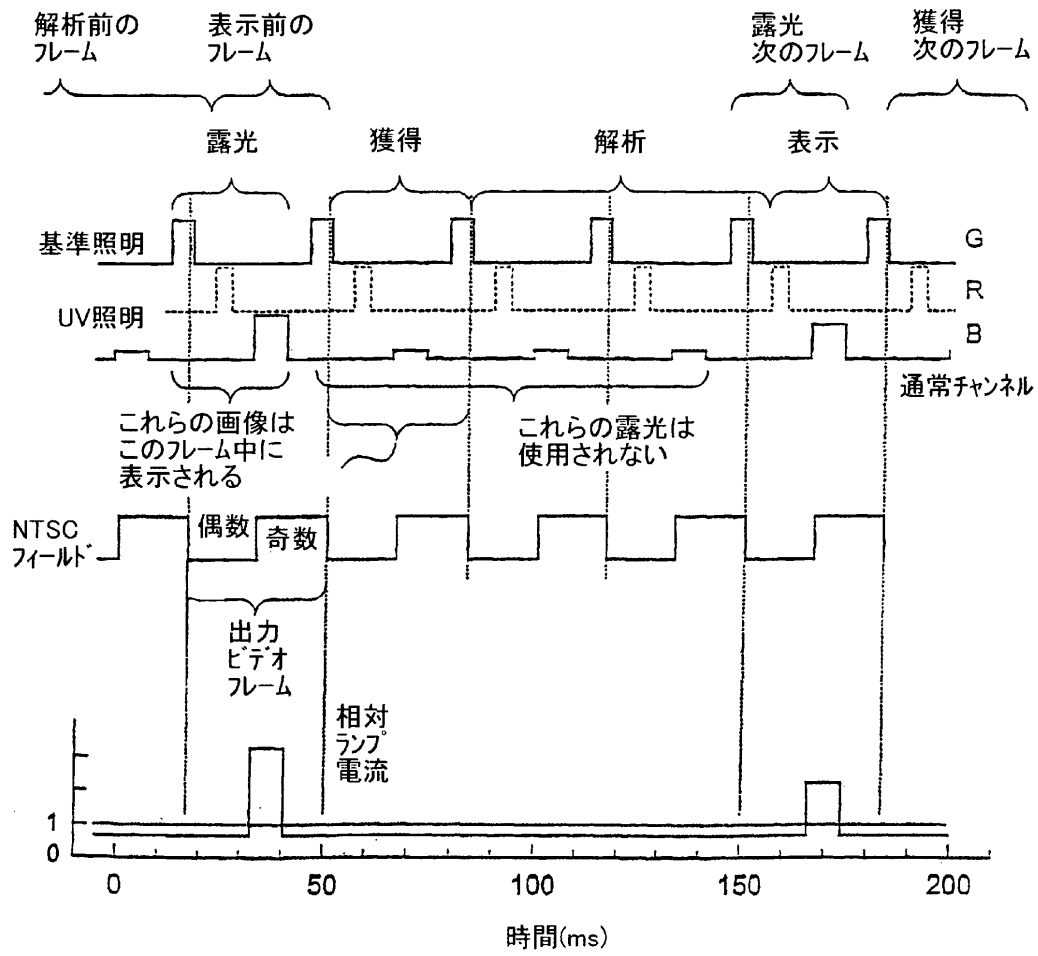 解析前の
フレーム
表示前の
フレーム
露光
次のフレーム
獲得
次のフレーム
露光
獲得
解析
表示
基準照明
G
R
UV照明
B
通常チャンネル
これらの画像は
このフレーム中に
表示される
これらの露光は
使用されない
NTSC
フィールド
偶数
奇数
出力
ビデオ
フレーム
相対
ランプ
電流
1
0
0
50
100
150
200
時間(ms)